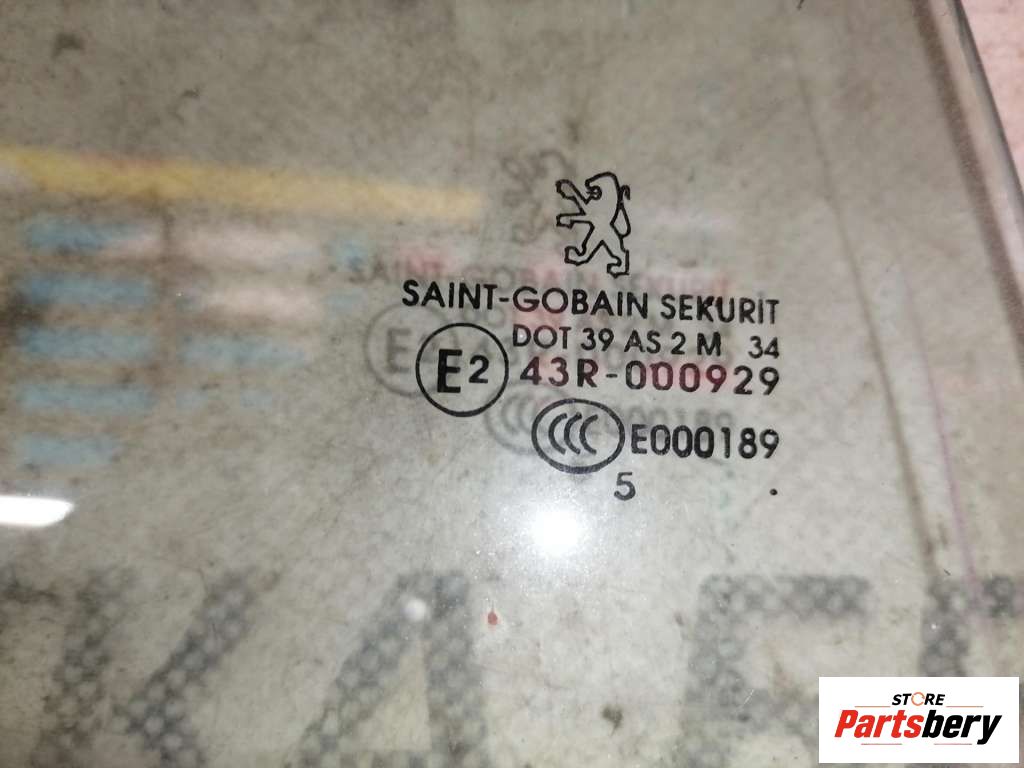 SAINT-GOBAIN SEKURIT
DOT 39 AS 2 M 34
E2 43R-000929
CCC E000189
5 .
STORE
Partsbery